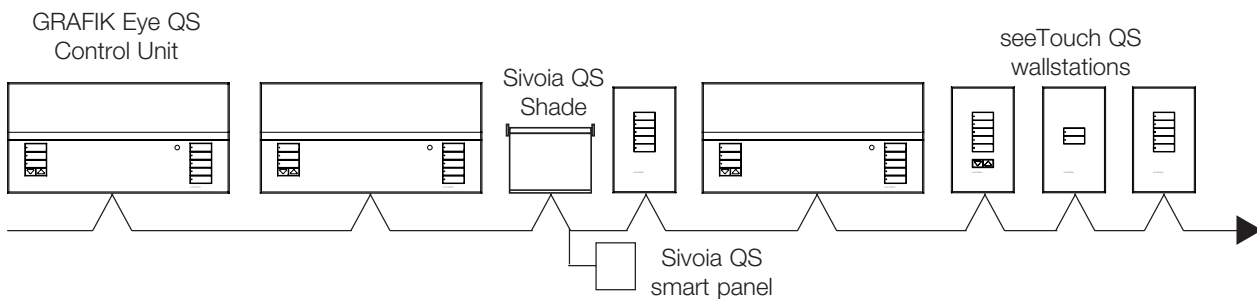 GRAFIK Eye QS
Control Unit
Sivoia QS
Shade
seeTouch QS
wallstations
Sivoia QS
smart panel